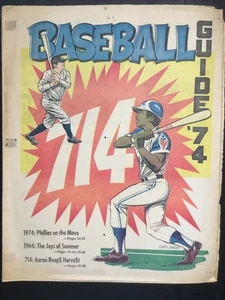 BASEBALL
GUIDE '74
714
1974: Phillies on the Move
1964: The Joys of Summer
714: Aaron ReapS HarveSt